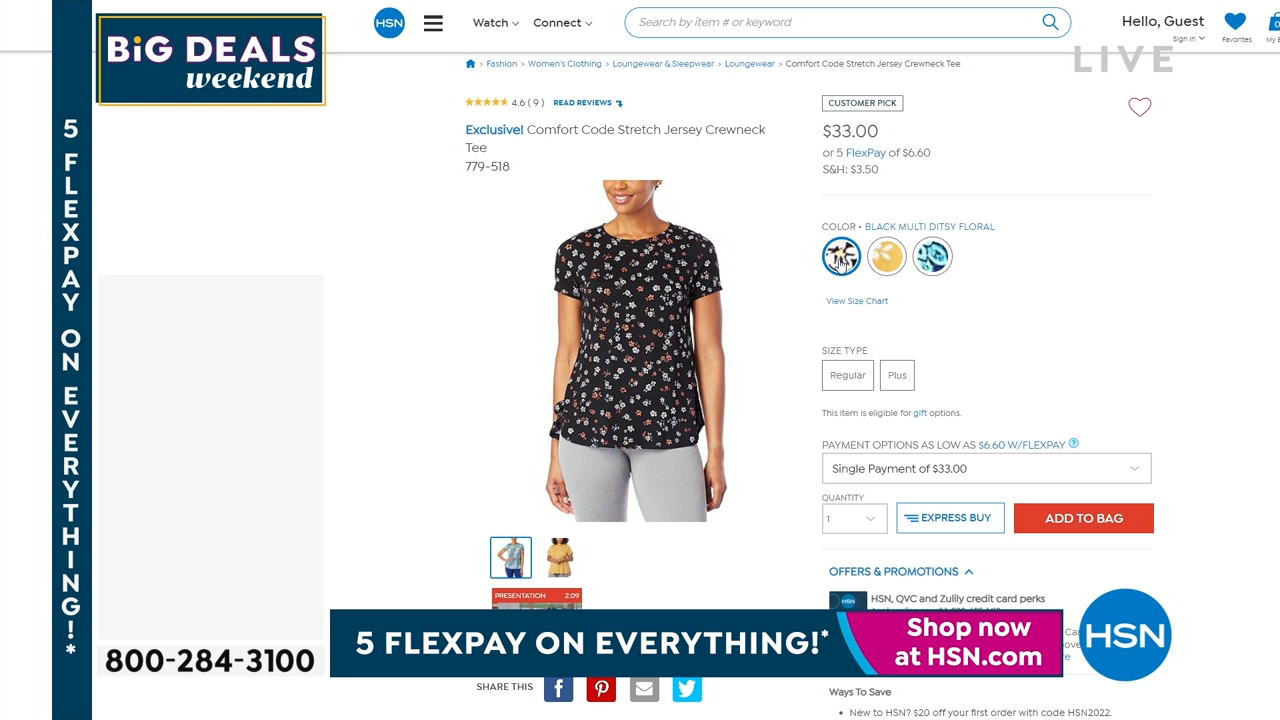 BiG DEALS
weekend
5 FLEXPAY ON EVERYTHING!*
800-284-3100
HSN
Watch
Connect
Search by item # or keyword
Hello, Guest
Sign In
Favorites
0
LIVE
> Fashion > Women's Clothing > Loungewear & Sleepwear > Loungewear > Comfort Code Stretch Jersey Crewneck Tee
4.6 ( 9 ) READ REVIEWS
Exclusive! Comfort Code Stretch Jersey Crewneck
Tee
779-518
CUSTOMER PICK
$33.00
or 5 FlexPay of $6.60
S&H: $3.50
COLOR • BLACK MULTI DITSY FLORAL
View Size Chart
SIZE TYPE
Regular Plus
This item is eligible for gift options.
PAYMENT OPTIONS AS LOW AS $6.60 W/FLEXPAY ?
Single Payment of $33.00
QUANTITY
1
EXPRESS BUY
ADD TO BAG
OFFERS & PROMOTIONS
HSN
HSN, QVC and Zulily credit card perks
PRESENTATION 2:09
5 FLEXPAY ON EVERYTHING!*
Shop now
at HSN.com
HSN
SHARE THIS
Ways To Save
• New to HSN? $20 off your first order with code HSN2022.